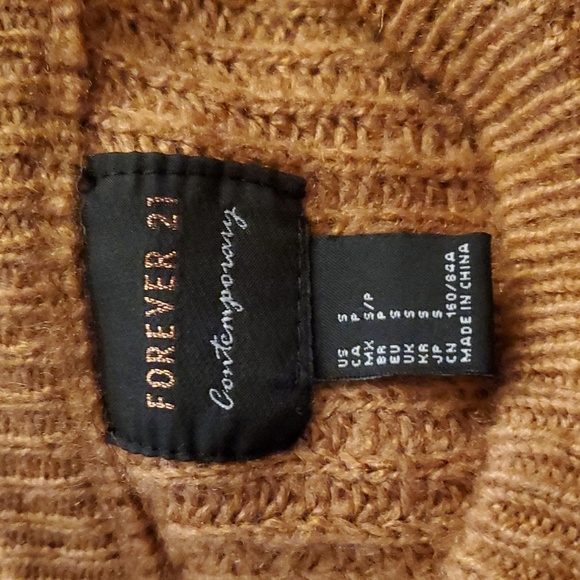 FOREVER 21
Contemporary
US S
CA P
MX S/P
BR P
EU S
UK S
KR S
JP S
CN 160/84A
MADE IN CHINA